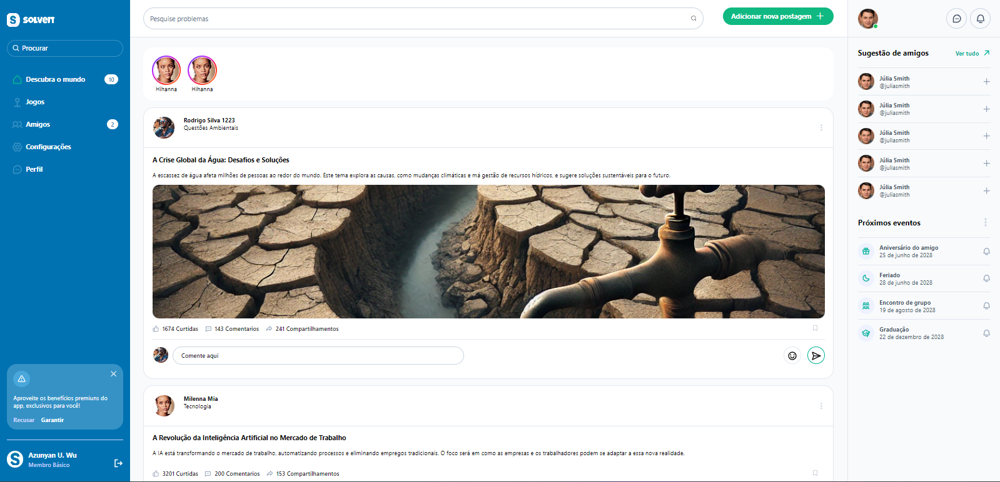 SOLVEIT
Procurar
Descubra o mundo
10
Jogos
Amigos
2
Configurações
Perfil
Aproveite os benefícios premiuns do
app, exclusivos para você!
Recusar Garantir
Azunyan U. Wu
Membro Básico
Pesquise problemas
Adicionar nova postagem
Hihanna
Hihanna
Rodrigo Silva 1223
Questões Ambientais
A Crise Global da Água: Desafios e Soluções
A escassez de água afeta milhões de pessoas ao redor do mundo. Este tema explora as causas, como mudanças climáticas e má gestão de recursos hídricos, e sugere soluções sustentáveis para o futuro.
1674 Curtidas 143 Comentarios 241 Compartilhamentos
Comente aqui
Milenna Mia
Tecnologia
A Revolução da Inteligência Artificial no Mercado de Trabalho
A IA está transformando o mercado de trabalho, automatizando processos e eliminando empregos tradicionais. O foco será em como as empresas e os trabalhadores podem se adaptar a essa nova realidade.
3201 Curtidas 200 Comentarios 153 Compartilhamentos
Sugestão de amigos
Ver tudo
Júlia Smith
@juliasmith
Júlia Smith
@juliasmith
Júlia Smith
@juliasmith
Júlia Smith
@juliasmith
Júlia Smith
@juliasmith
Próximos eventos
Aniversário do amigo
25 de junho de 2028
Feriado
28 de junho de 2028
Encontro de grupo
19 de agosto de 2028
Graduação
22 de dezembro de 2028